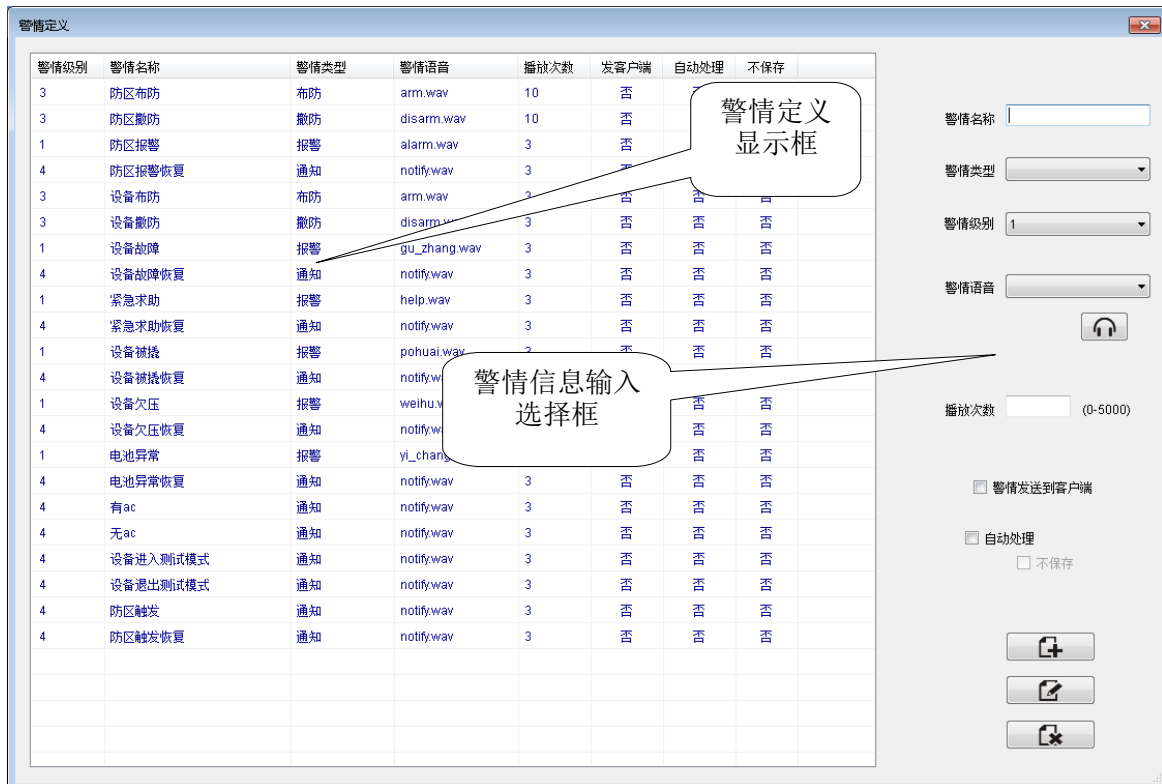 警情定义
警情级别 警情名称 警情类型 警情语音 播放次数 发客户端 自动处理 不保存
3 防区布防 布防 arm.wav 10 否
3 防区撤防 撤防 disarm.wav 10 否
1 防区报警 报警 alarm.wav 3 否
4 防区报警恢复 通知 notify.wav 3
3 设备布防 布防 arm.wav 否 否 否
3 设备撤防 撤防 3 否 否 否
1 设备故障 报警 gu_zhang.wav 3 否 否 否
4 设备故障恢复 通知 notify.wav 3 否 否 否
1 紧急求助 报警 help.wav 3 否 否 否
4 紧急求助恢复 通知 notify.wav 3 否 否 否
1 设备被撬 报警 pohuai.wav 否 否 否
4 设备被撬恢复 通知
1 设备欠压 报警 否 否
4 设备欠压恢复 通知 否 否
1 电池异常 报警 否 否
4 电池异常恢复 通知 notify.wav 3 否 否 否
4 有ac 通知 notify.wav 3 否 否 否
4 无ac 通知 notify.wav 3 否 否 否
4 设备进入测试模式 通知 notify.wav 3 否 否 否
4 设备退出测试模式 通知 notify.wav 3 否 否 否
4 防区触发 通知 notify.wav 3 否 否 否
4 防区触发恢复 通知 notify.wav 3 否 否 否
警情定义
显示框
警情信息输入
选择框
警情名称
警情类型
警情级别 1
警情语音
播放次数 (0-5000)
警情发送到客户端
自动处理
不保存